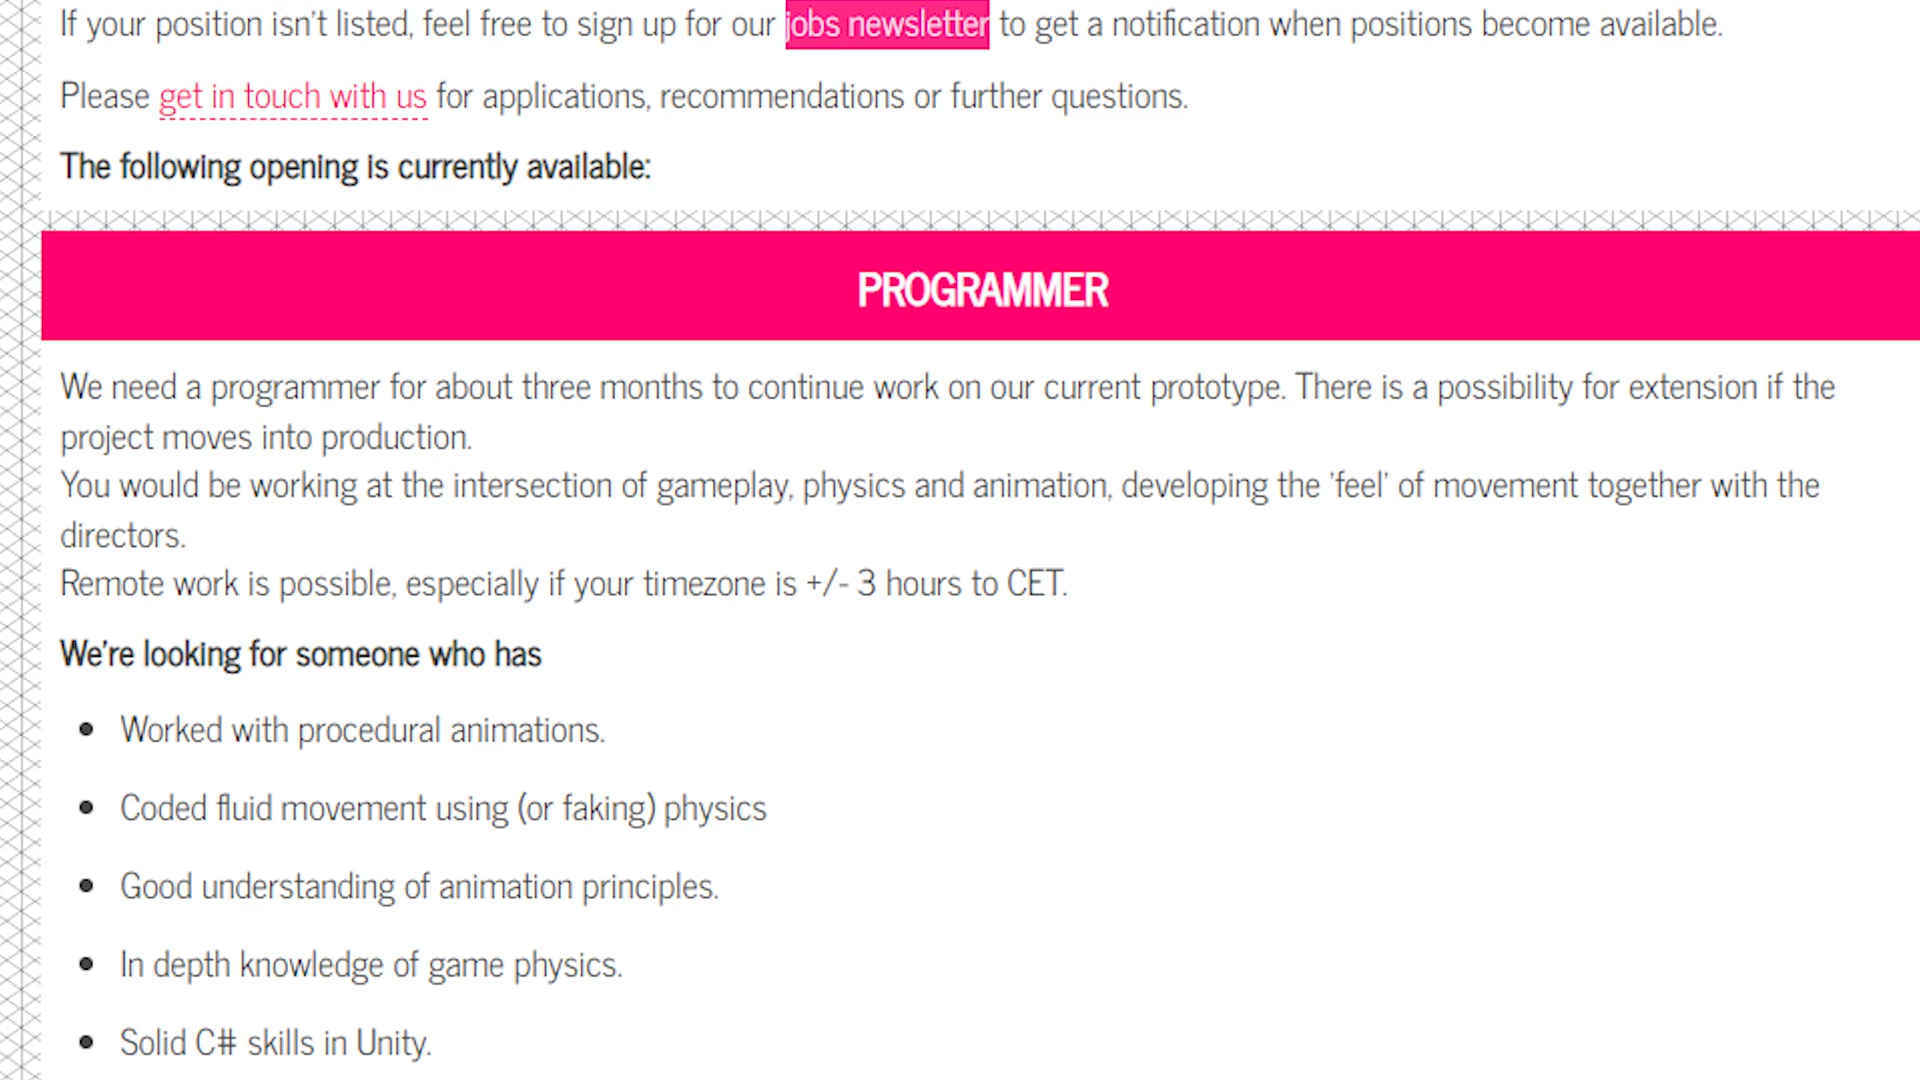 If your position isn't listed, feel free to sign up for our jobs newsletter to get a notification when positions become available.
Please get in touch with us for applications, recommendations or further questions.
The following opening is currently available:
PROGRAMMER
We need a programmer for about three months to continue work on our current prototype. There is a possibility for extension if the
project moves into production.
You would be working at the intersection of gameplay, physics and animation, developing the 'feel' of movement together with the
directors.
Remote work is possible, especially if your timezone is +/- 3 hours to CET.
We're looking for someone who has
• Worked with procedural animations.
• Coded fluid movement using (or faking) physics
• Good understanding of animation principles.
• In depth knowledge of game physics.
• Solid C# skills in Unity.